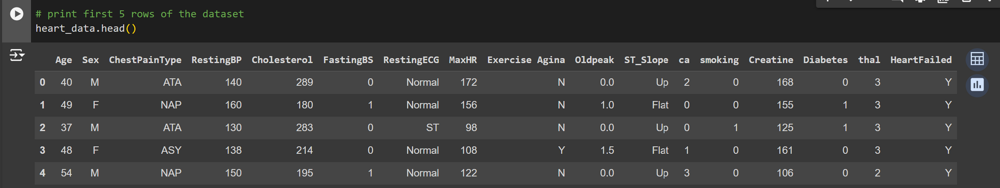 # print first 5 rows of the dataset
heart_data.head()
Age Sex ChestPainType RestingBP Cholesterol FastingBS RestingECG MaxHR Exercise Agina Oldpeak ST_Slope ca smoking Creatine Diabetes thal HeartFailed
0 40 M ATA 140 289 0 Normal 172 N 0.0 Up 2 0 168 0 3 Y
1 49 F NAP 160 180 1 Normal 156 N 1.0 Flat 0 0 155 1 3 Y
2 37 M ATA 130 283 0 ST 98 N 0.0 Up 0 1 125 1 3 Y
3 48 F ASY 138 214 0 Normal 108 Y 1.5 Flat 1 0 161 0 3 Y
4 54 M NAP 150 195 1 Normal 122 N 0.0 Up 3 0 106 0 2 Y